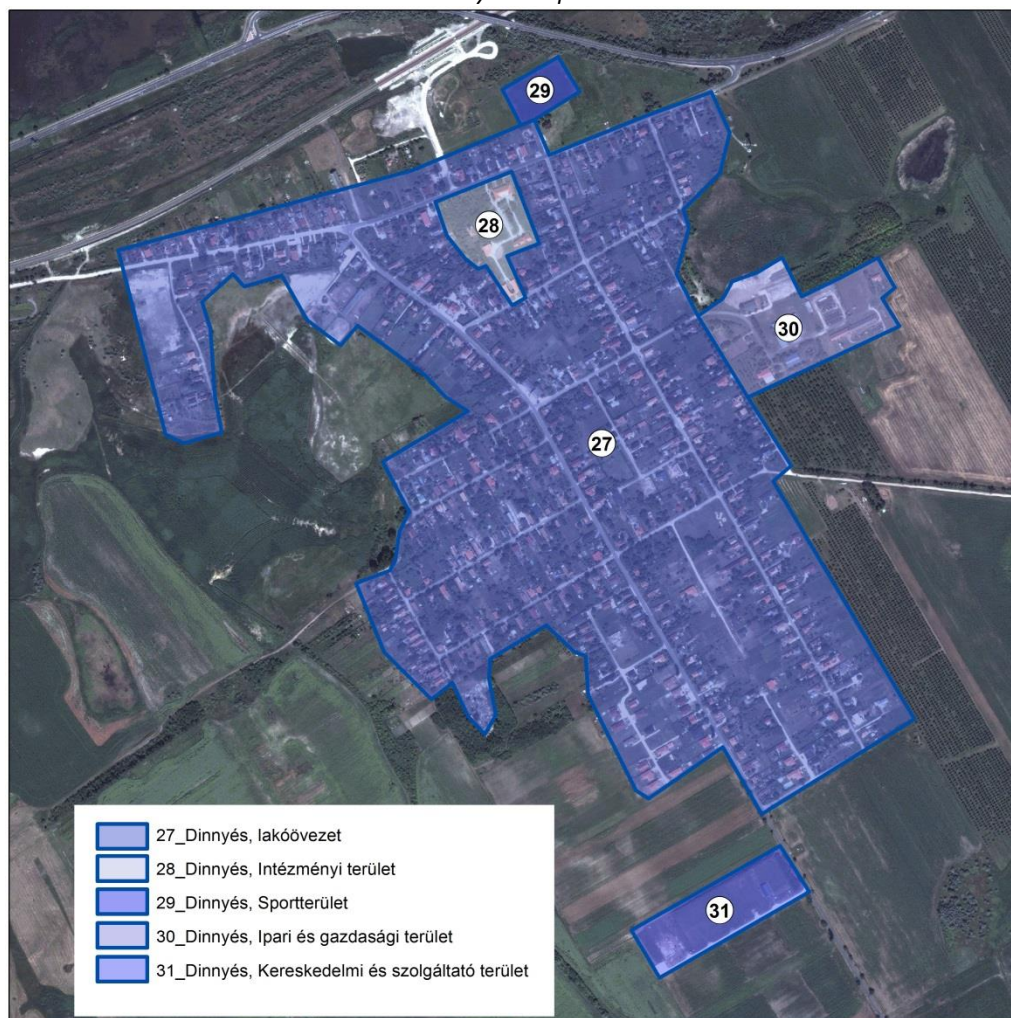 29
28
30
27
27_Dinnyés, lakóövezet
28_Dinnyés, Intézményi terület
29_Dinnyés, Sportterület
30_Dinnyés, Ipari és gazdasági terület
31_Dinnyés, Kereskedelmi és szolgáltató terület
31